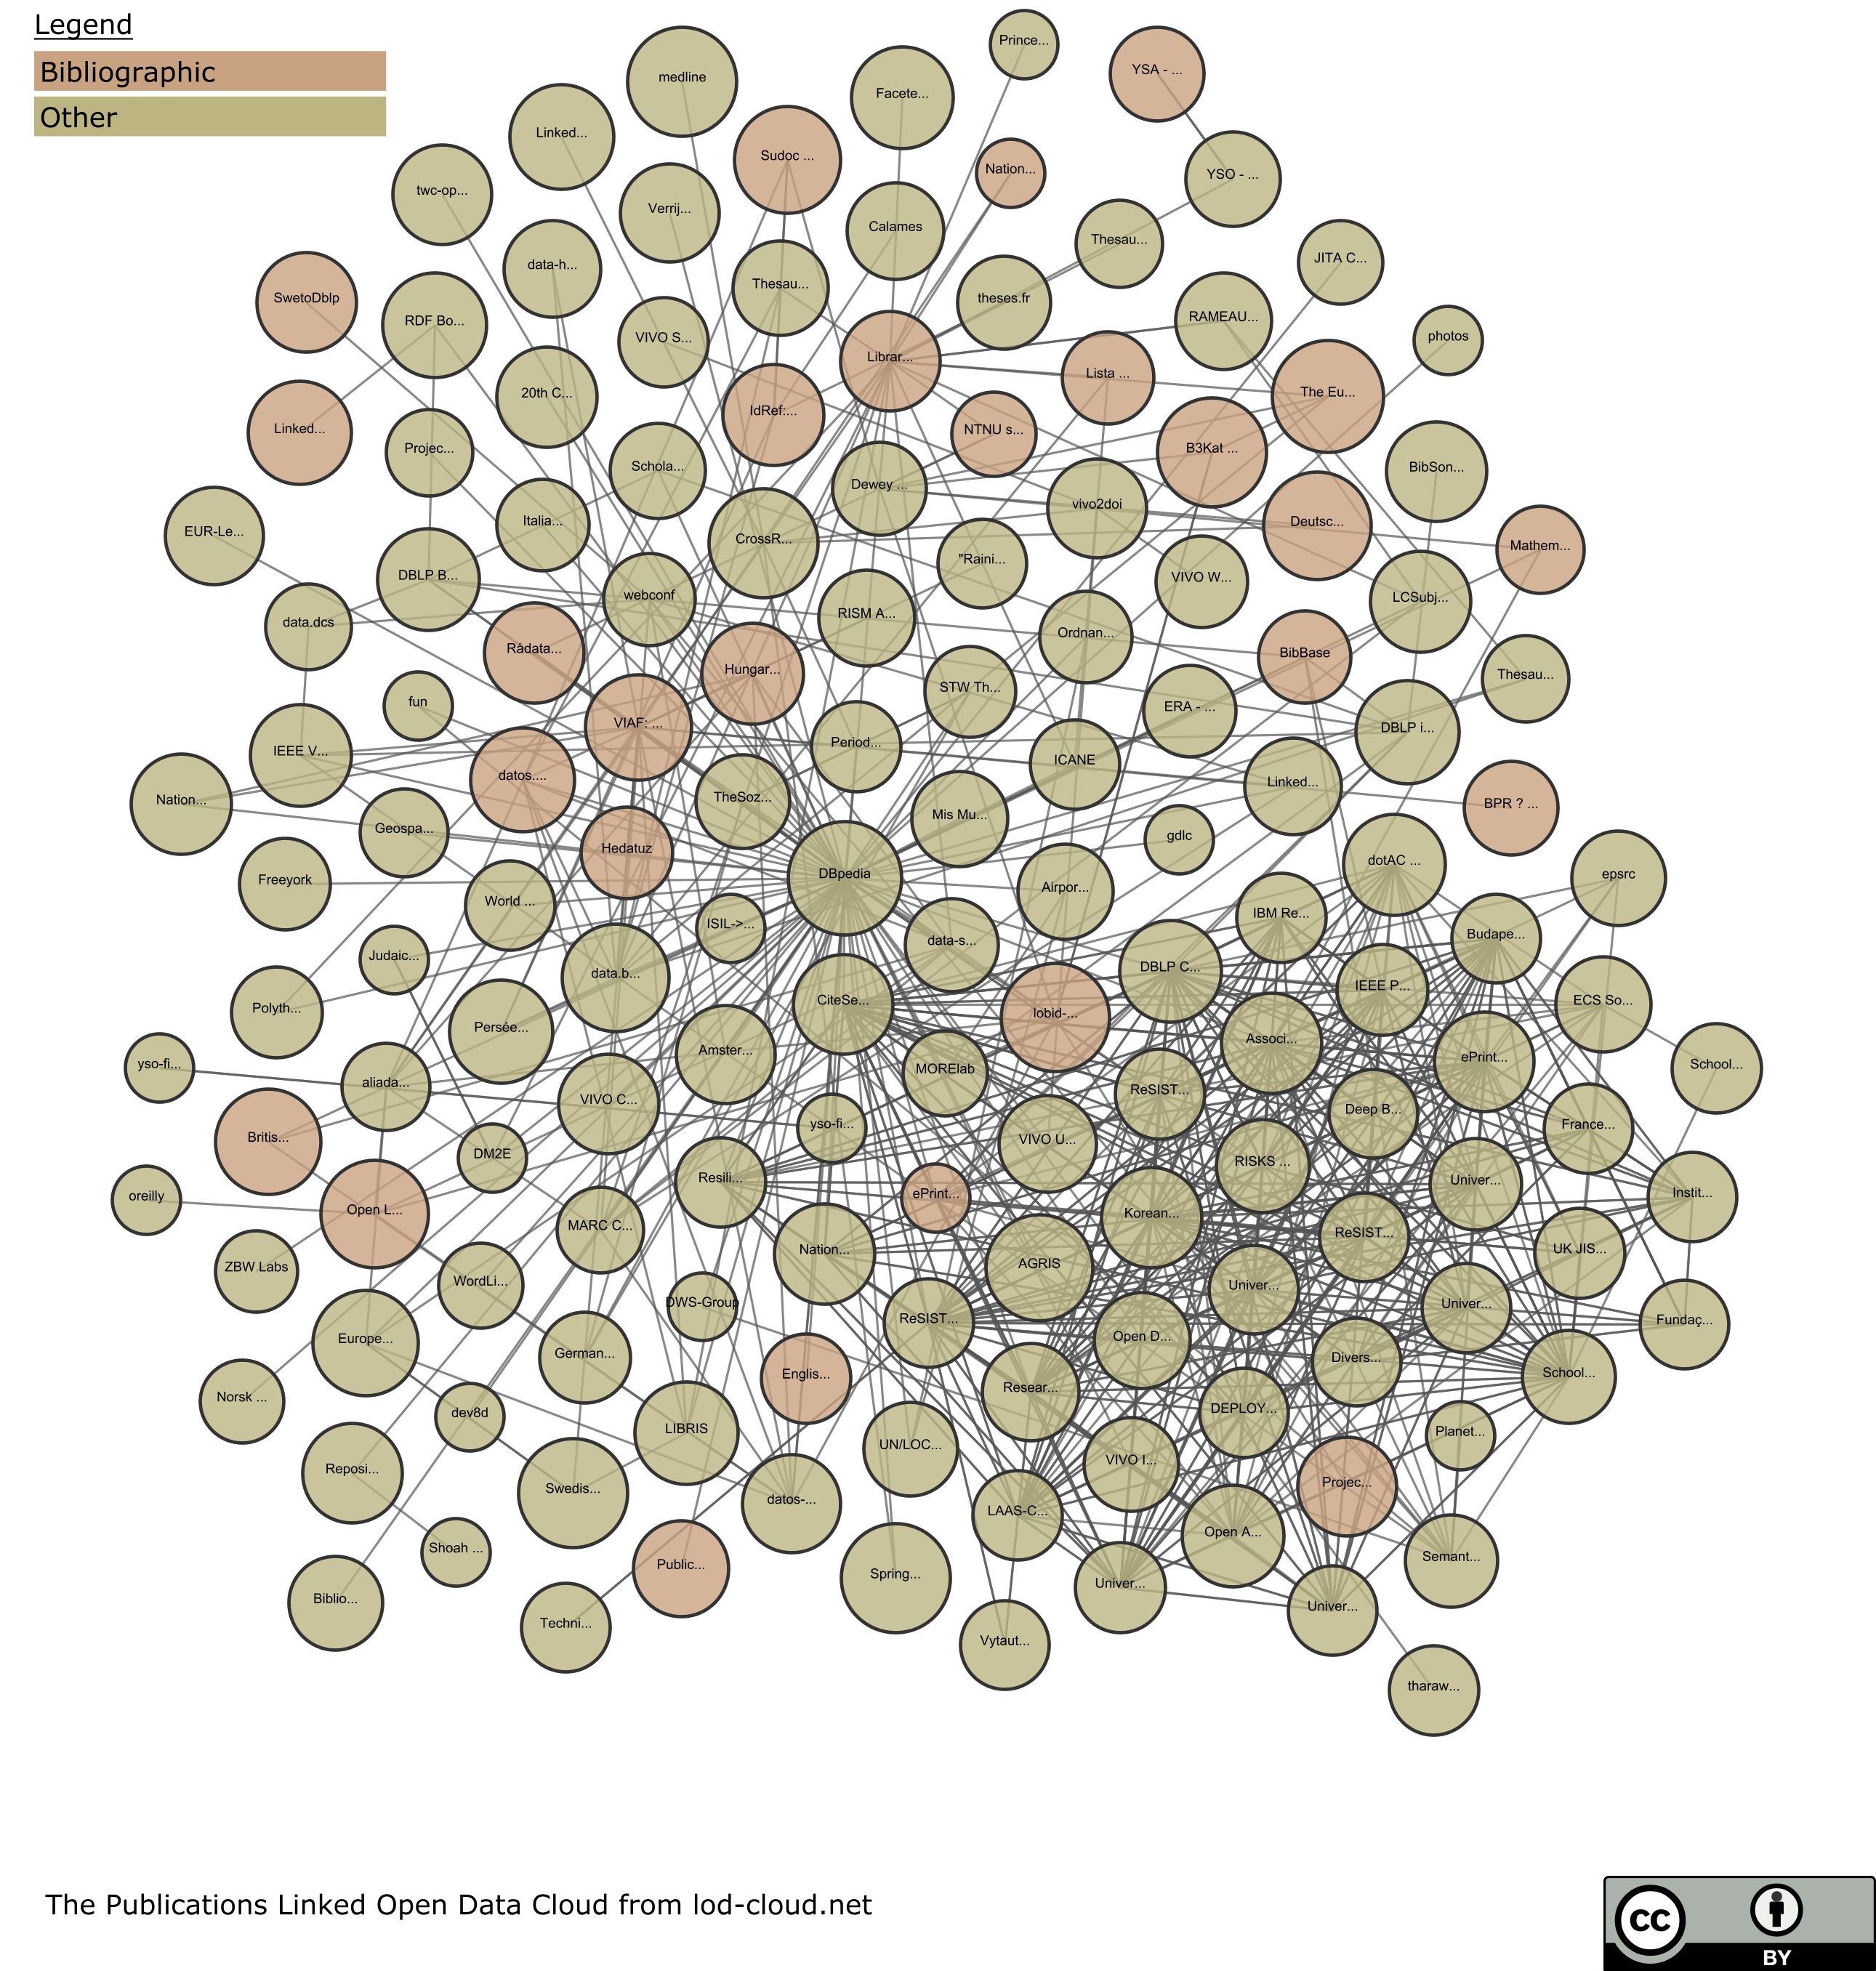 Legend
Bibliographic
Other
Prince...
YSA - ...
medline
Facete...
Linked...
Sudoc ...
Nation...
YSO - ...
twc-op...
Verrij...
Calames
Thesau...
JITA C...
data-h...
Thesau...
theses.fr
SwetoDblp
RDF Bo...
VIVO S...
Librar...
RAMEAU...
photos
Lista ...
The Eu...
20th C...
IdRef:...
Linked...
NTNU s...
Projec...
Schola...
B3Kat ...
BibSon...
Dewey ...
vivo2doi
EUR-Le...
Italia...
CrossR...
Deutsc...
Mathem...
"Raini...
DBLP B...
webconf
VIVO W...
LCSubj...
data.dcs
RISM A...
Ordnan...
Rådata...
Hungar...
BibBase
STW Th...
Thesau...
fun
VIAF: ...
ERA - ...
IEEE V...
Period...
DBLP i...
datos....
ICANE
Nation...
TheSoz...
Linked...
BPR ? ...
Geospa...
Mis Mu...
gdlc
Hedatuz
DBpedia
dotAC ...
Freeyork
Airpor...
epsrc
World ...
ISIL->...
IBM Re...
data-s...
Budape...
Judaic...
data.b...
DBLP C...
IEEE P...
Polyth...
CiteSe...
lobid-...
ECS So...
Persée...
Amster...
Associ...
ePrint...
yso-fi...
aliada...
MORElab
School...
VIVO C...
ReSIST...
Deep B...
Britis...
yso-fi...
VIVO U...
France...
DM2E
Resili...
RISKS ...
Univer...
oreilly
Open L...
ePrint...
Korean...
Instit...
MARC C...
ReSIST...
ZBW Labs
Nation...
AGRIS
UK JIS...
WordLi...
Univer...
DWS-Group
Univer...
Europe...
ReSIST...
Open D...
Fundaç...
German...
Divers...
Norsk ...
Englis...
Resear...
School...
dev8d
LIBRIS
DEPLOY...
Planet...
Reposi...
UN/LOC...
VIVO I...
Swedis...
datos-...
Projec...
LAAS-C...
Open A...
Shoah ...
Public...
Spring...
Semant...
Biblio...
Univer...
Univer...
Techni...
Vytaut...
tharaw...
The Publications Linked Open Data Cloud from lod-cloud.net
cc
BY